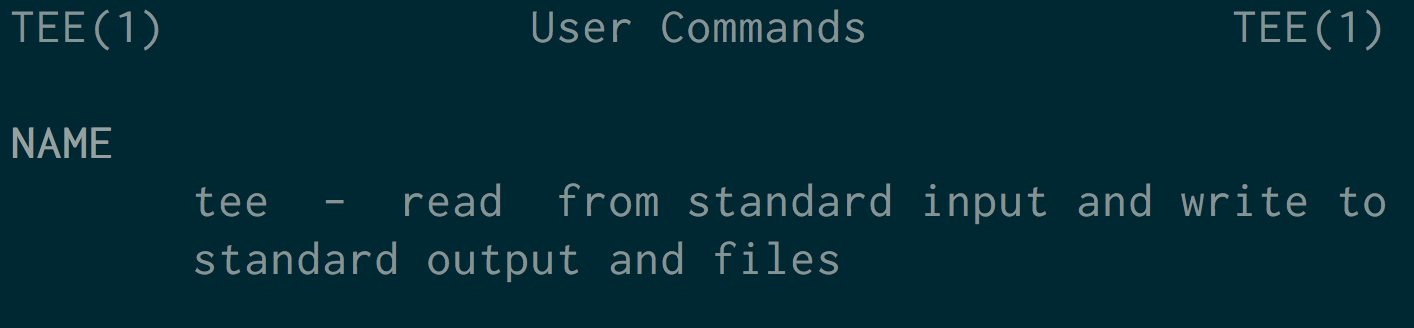 TEE(1) User Commands TEE(1)
NAME
tee - read from standard input and write to
standard output and files